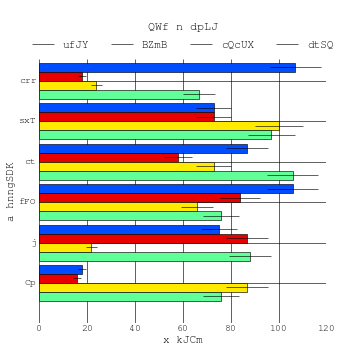 QWf n dpLJ
ufJY BZmB cQcUX dtSQ
crr
sxT
ct
fFO
j
Cp
a hnngSDK
0 20 40 60 80 100 120
x kJCm